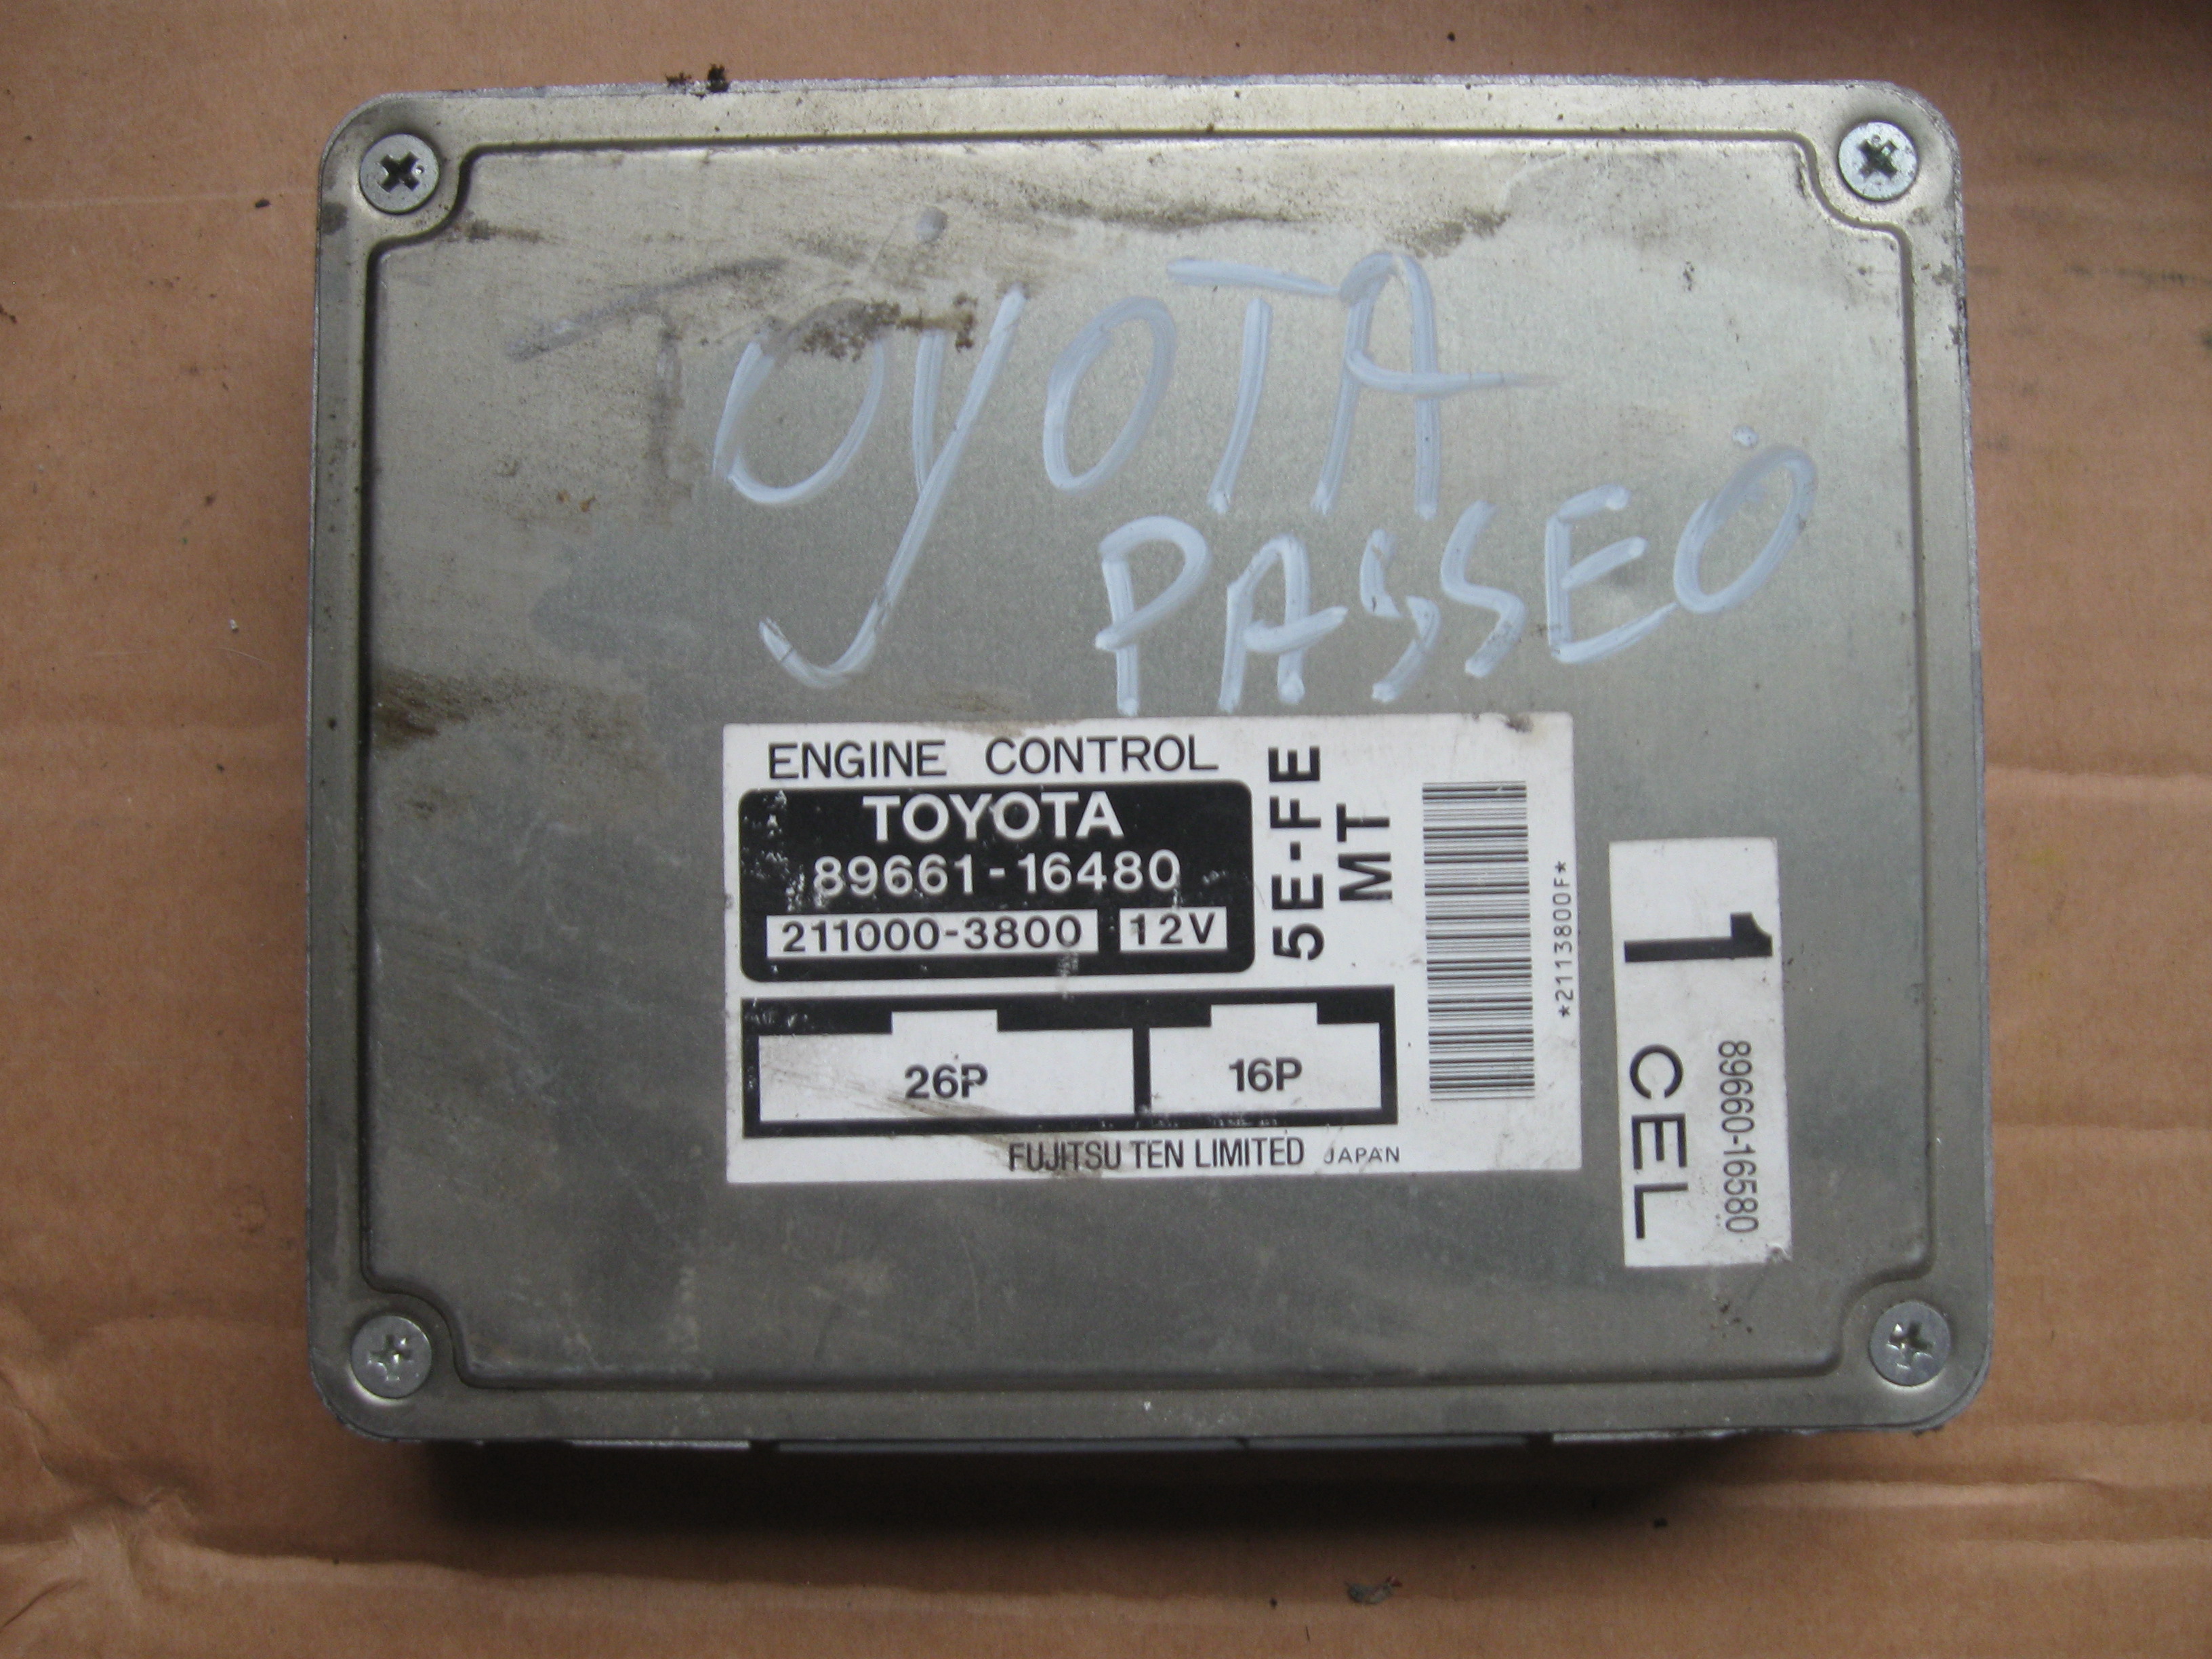 TOYOTA
PASSEO
ENGINE CONTROL
TOYOTA
89661-16480
211000-3800 12V
5E-FE
MT
26P 16P
FUJITSU TEN LIMITED JAPAN
*2113800F*
1 CEL
89660-16580